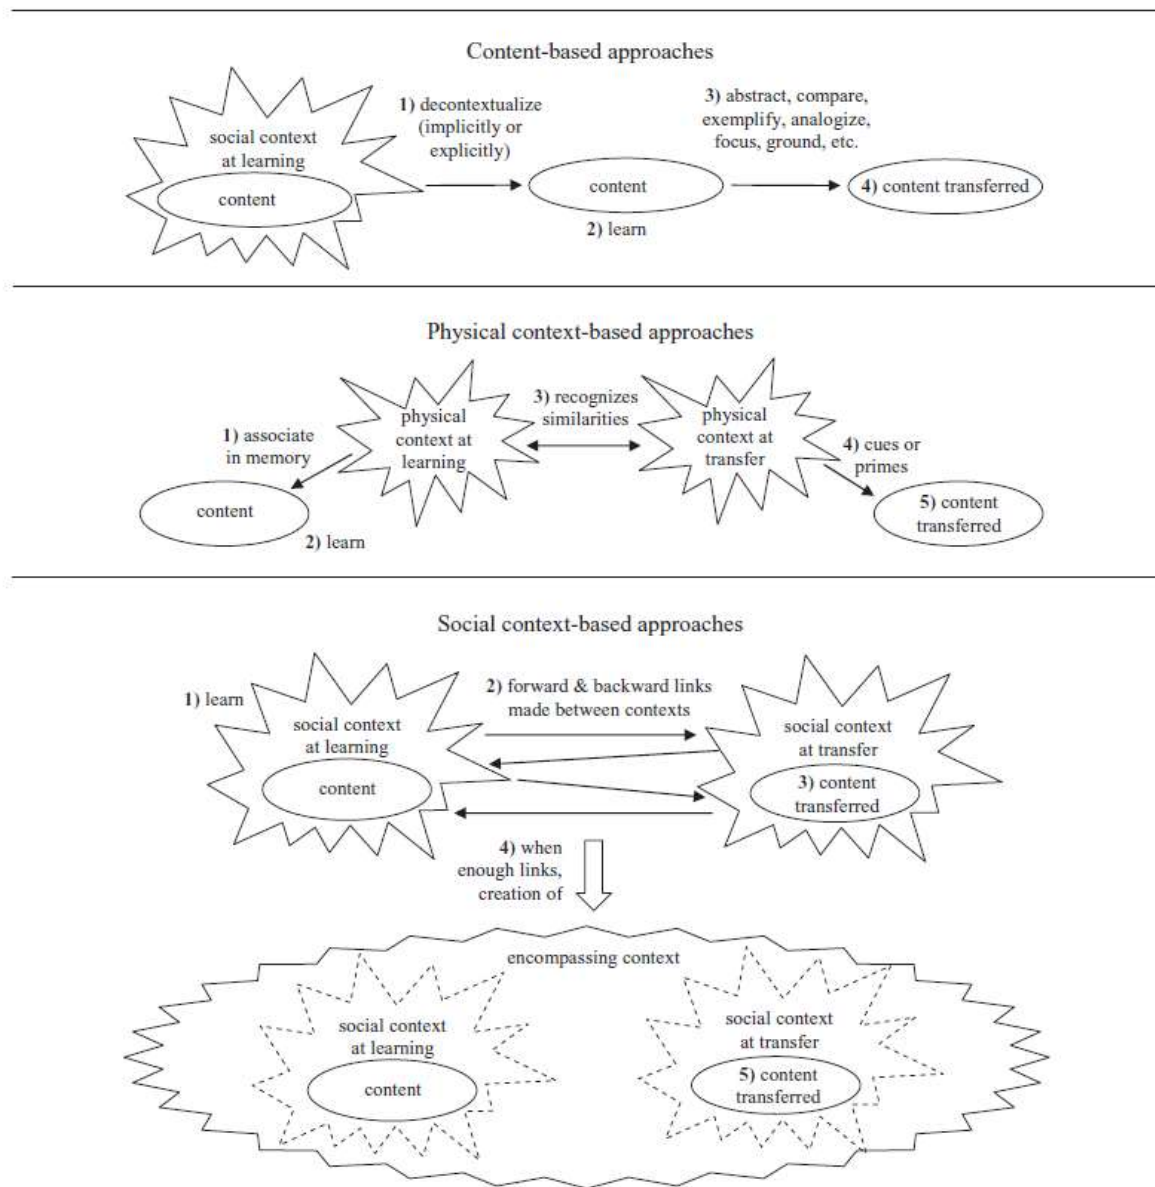 Content-based approaches
social context
at learning
content
1) decontextualize
(implicitly or
explicitly)
content
2) learn
3) abstract, compare,
exemplify, analogize,
focus, ground, etc.
4) content transferred
Physical context-based approaches
1) associate
in memory
content
2) learn
physical
context at
learning
3) recognizes
similarities
physical
context at
transfer
4) cues or
primes
5) content
transferred
Social context-based approaches
1) learn
social context
at learning
content
2) forward & backward links
made between contexts
social context
at transfer
3) content
transferred
4) when
enough links,
creation of
encompassing context
social context
at learning
content
social context
at transfer
5) content
transferred